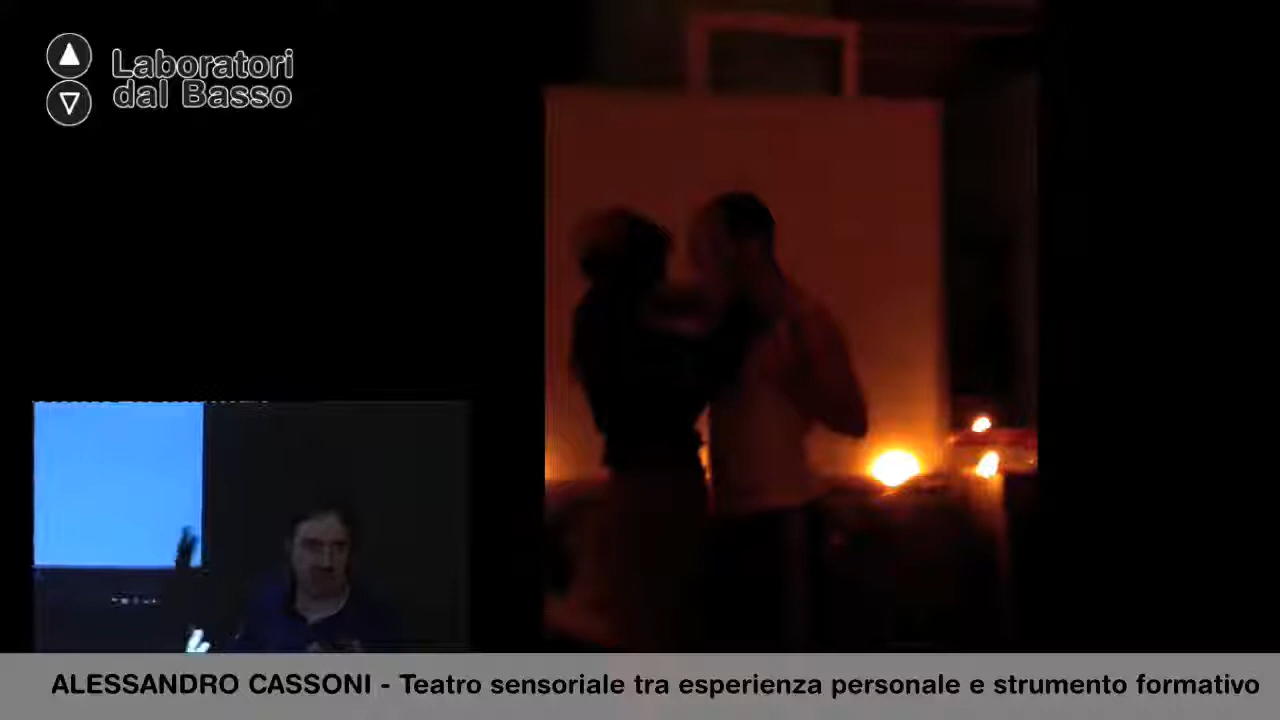 Laboratori
dal Basso
ALESSANDRO CASSONI - Teatro sensoriale tra esperienza personale e strumento formativo